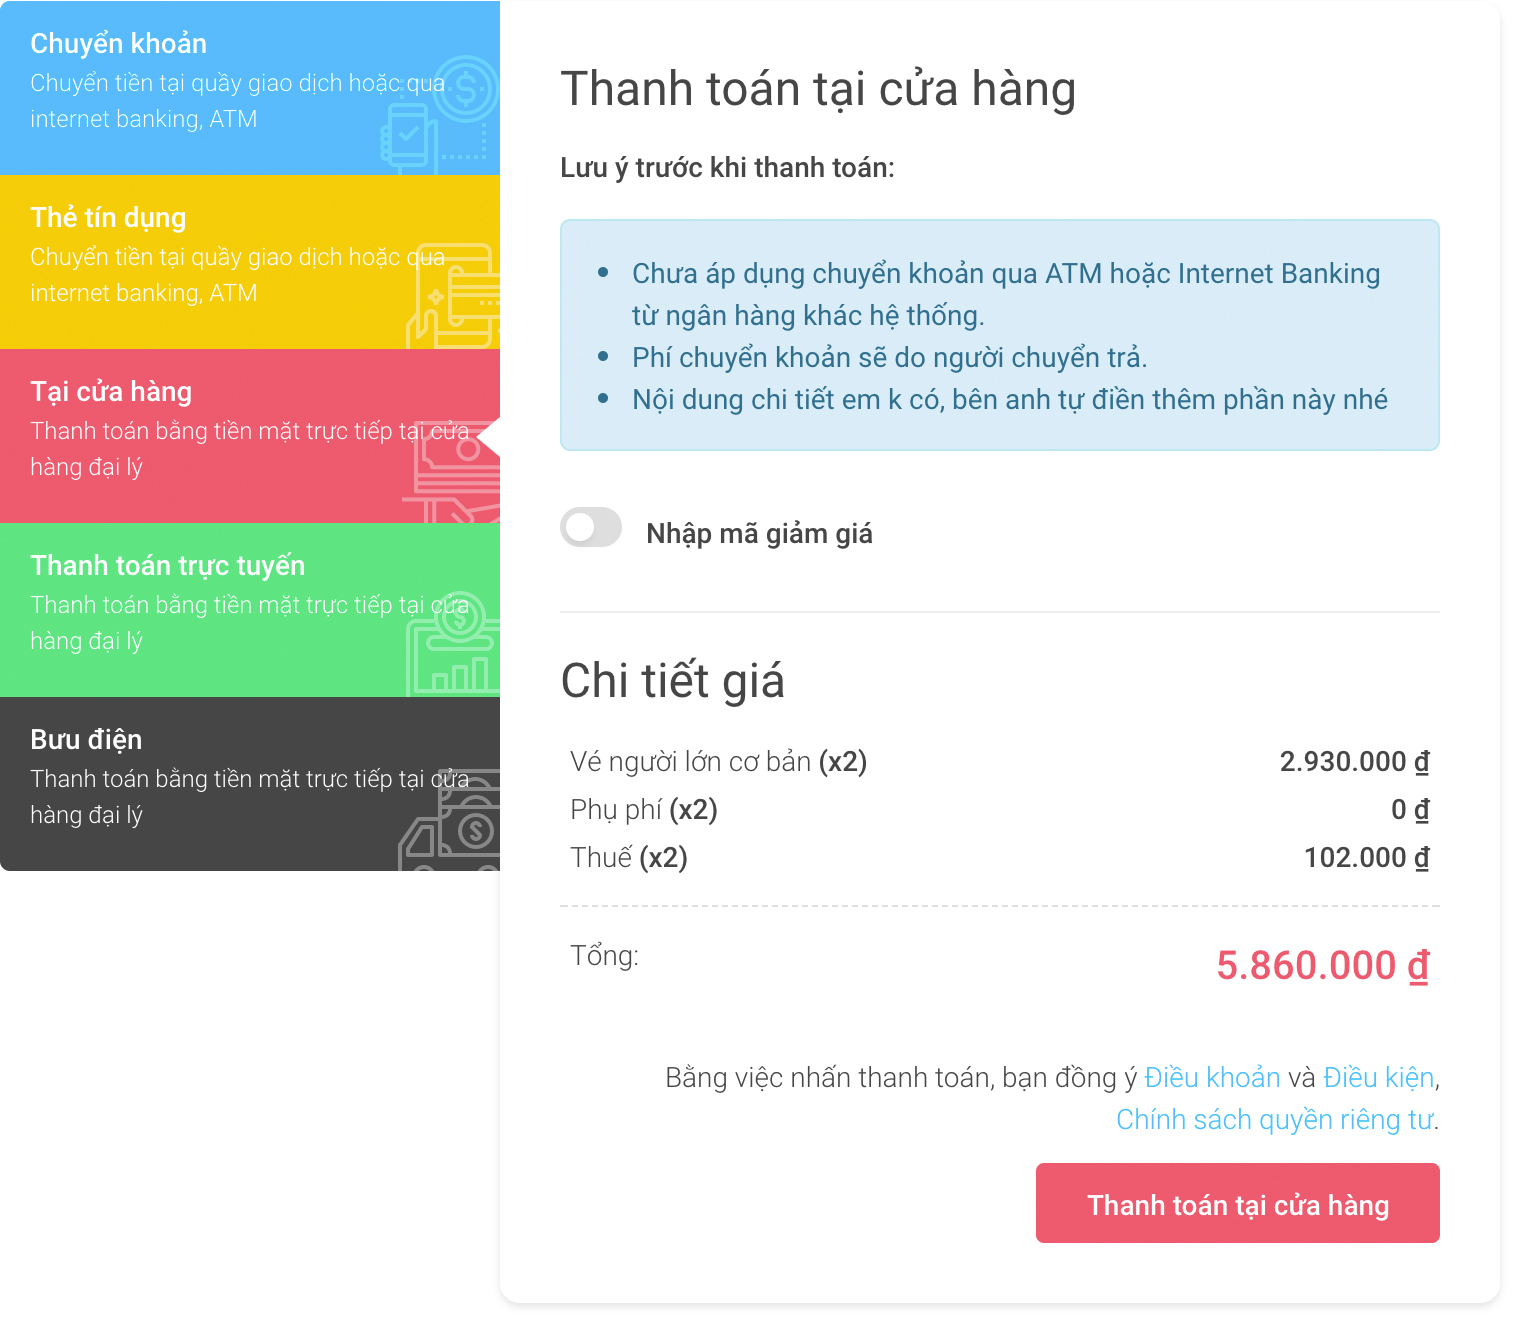 Chuyển khoản
Chuyển tiền tại quầy giao dịch hoặc qua
internet banking, ATM
Thẻ tín dụng
Chuyển tiền tại quầy giao dịch hoặc qua
internet banking, ATM
Tại cửa hàng
Thanh toán bằng tiền mặt trực tiếp tại cửa
hàng đại lý
Thanh toán trực tuyến
Thanh toán bằng tiền mặt trực tiếp tại cửa
hàng đại lý
Bưu điện
Thanh toán bằng tiền mặt trực tiếp tại cửa
hàng đại lý
Thanh toán tại cửa hàng
Lưu ý trước khi thanh toán:
• Chưa áp dụng chuyển khoản qua ATM hoặc Internet Banking
từ ngân hàng khác hệ thống.
• Phí chuyển khoản sẽ do người chuyển trả.
• Nội dung chi tiết em k có, bên anh tự điền thêm phần này nhé
Nhập mã giảm giá
Chi tiết giá
Vé người lớn cơ bản (x2) 2.930.000 ₫
Phụ phí (x2) 0 ₫
Thuế (x2) 102.000 ₫
Tổng: 5.860.000 ₫
Bằng việc nhấn thanh toán, bạn đồng ý Điều khoản và Điều kiện,
Chính sách quyền riêng tư.
Thanh toán tại cửa hàng